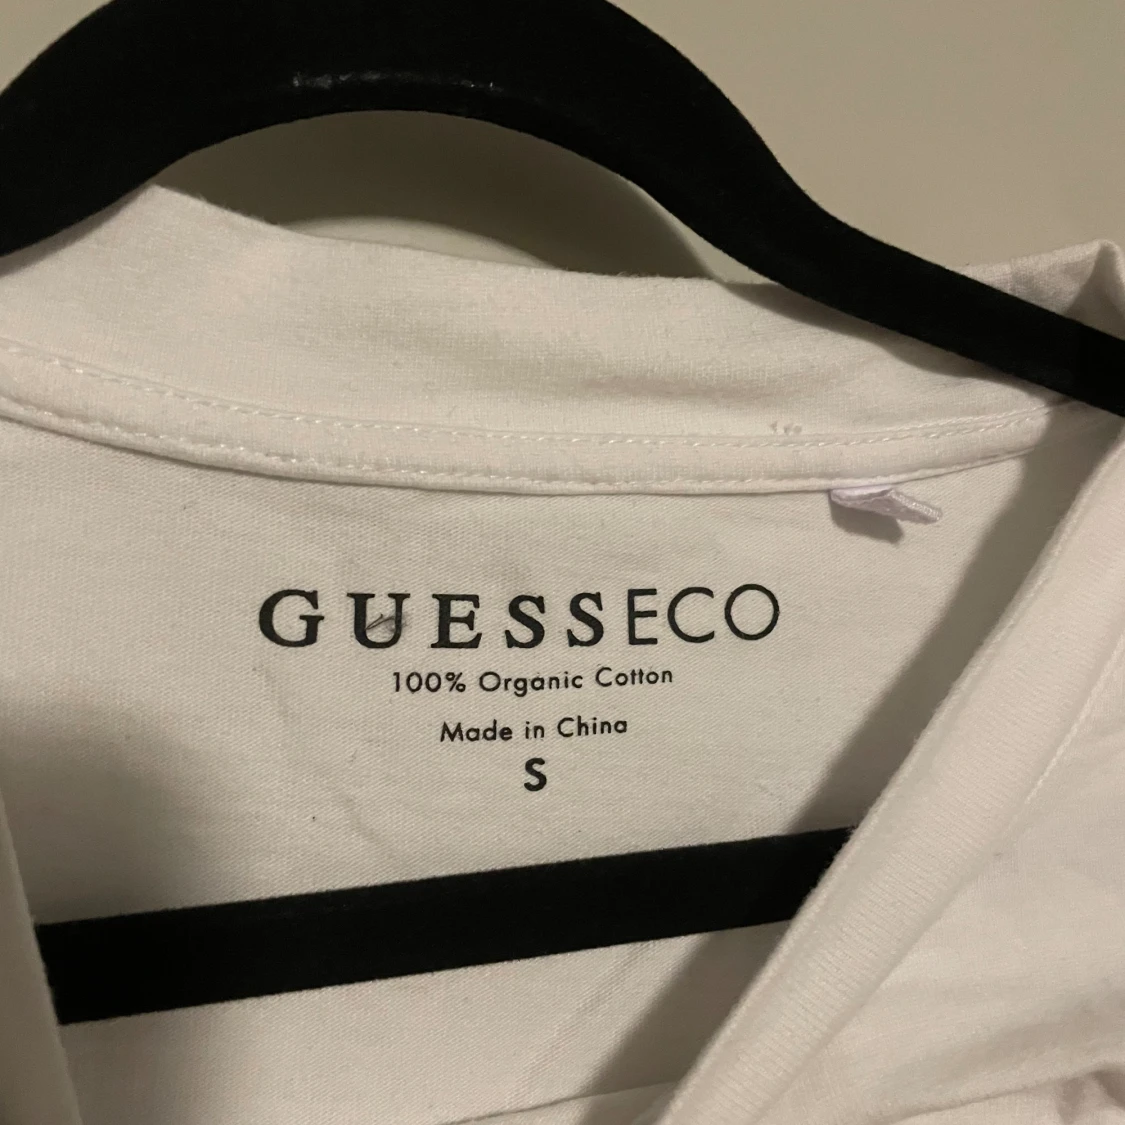 GUESSECO
100% Organic Cotton
Made in China
S